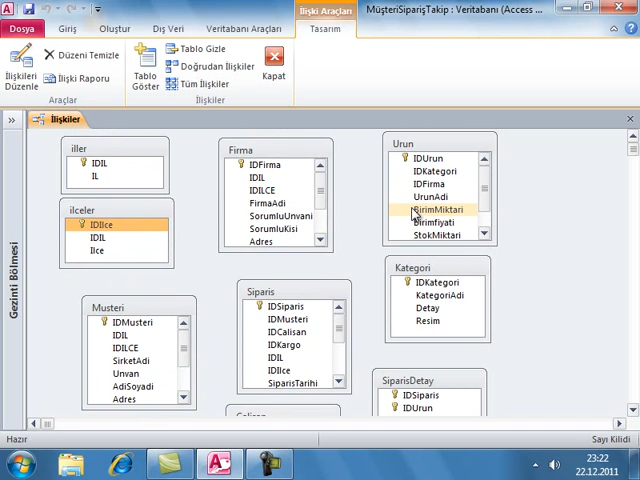 İlişki Araçları
MüşteriSiparişTakip : Veritabanı (Access ...
Dosya
Giriş
Oluştur
Dış Veri
Veritabanı Araçları
Tasarım
İlişkileri
Düzenle
Düzeni Temizle
İlişki Raporu
Araçlar
Tablo
Göster
Tablo Gizle
Doğrudan İlişkiler
Tüm İlişkiler
Kapat
İlişkiler
İlişkiler
Gezinti Bölmesi
iller
IDIL
IL
ilceler
IDIlce
IDIL
Ilce
Firma
IDFirma
IDIL
IDILCE
FirmaAdi
SorumluUnvani
SorumluKisi
Adres
Urun
IDUrun
IDKategori
IDFirma
UrunAdi
BirimMiktari
Birimfiyati
StokMiktari
Kategori
IDKategori
KategoriAdi
Detay
Resim
Musteri
IDMusteri
IDIL
IDILCE
SirketAdi
Unvan
AdiSoyadi
Adres
Siparis
IDSiparis
IDMusteri
IDCalisan
IDKargo
IDIL
IDIlce
SiparisTarihi
SiparisDetay
IDSiparis
IDUrun
Calisan
Hazır
Sayı Kilidi
23:22
22.12.2011